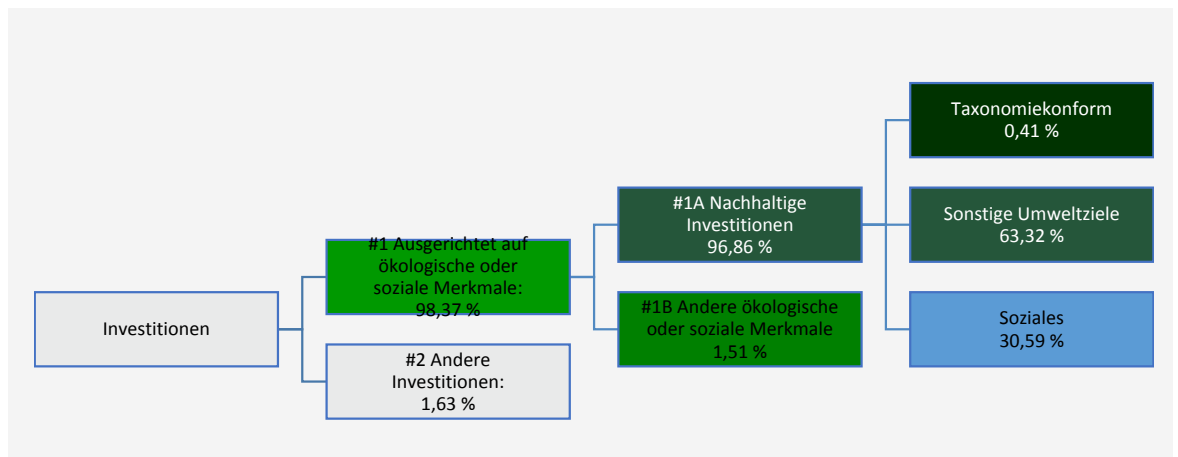 Investitionen
#1 Ausgerichtet auf
ökologische oder
soziale Merkmale:
98,37 %
#2 Andere
Investitionen:
1,63 %
#1A Nachhaltige
Investitionen
96,86 %
#1B Andere ökologische
oder soziale Merkmale
1,51 %
Taxonomiekonform
0,41 %
Sonstige Umweltziele
63,32 %
Soziales
30,59 %